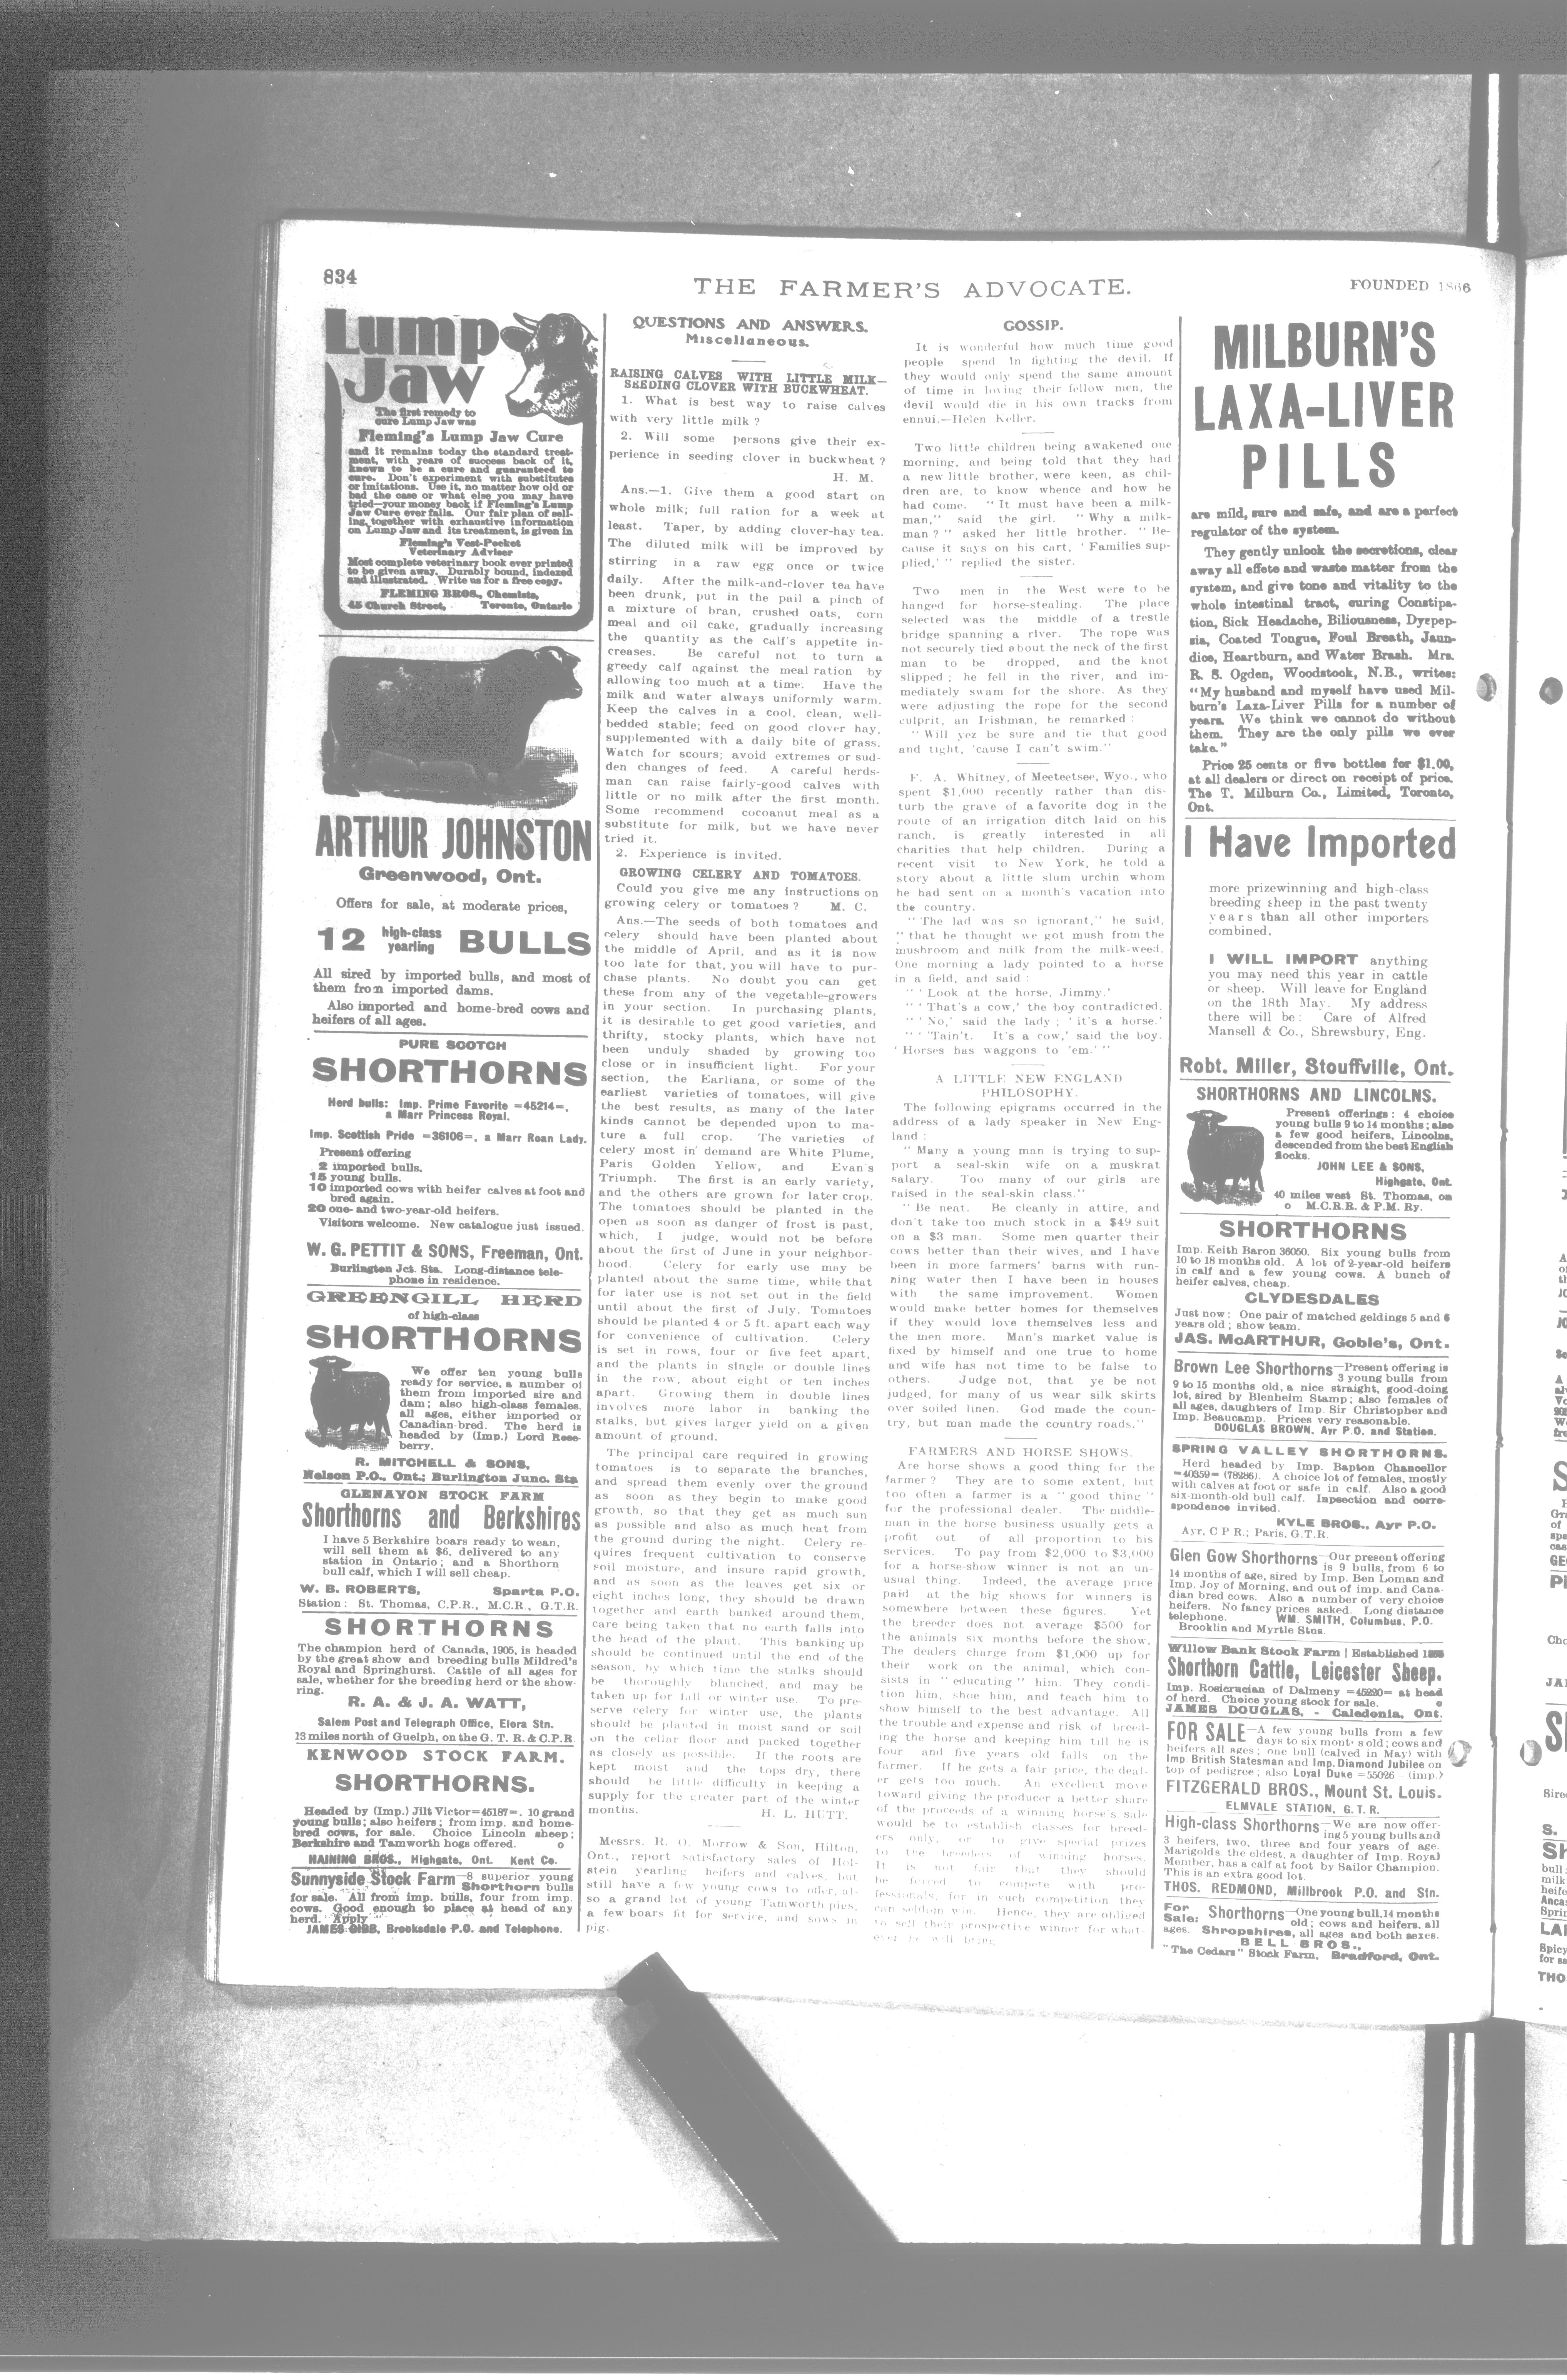 834
THE FARMER'S ADVOCATE.
FOUNDED 1866
Lump
Jaw
The first remedy to
cure Lump Jaw was
Fleming's Lump Jaw Cure
and it remains today the standard treat-
ment, with years of success back of it,
known to be a cure and guaranteed to
cure. Don't experiment with substitutes
or imitations. Use it, no matter how old or
bad the case or what else you may have
tried—your money back if Fleming's Lump
Jaw Cure ever fails. Our fair plan of sell-
ing, together with exhaustive information
on Lump Jaw and its treatment, is given in
Fleming's Vest-Pocket
Veterinary Adviser
Most complete veterinary book ever printed
to be given away. Durably bound, indexed
and illustrated. Write us for a free copy.
FLEMING BROS., Chemists,
45 Church Street, Toronto, Ontario
ARTHUR JOHNSTON
Greenwood, Ont.
Offers for sale, at moderate prices,
12 high-class
yearling BULLS
All sired by imported bulls, and most of
them from imported dams.
Also imported and home-bred cows and
heifers of all ages.
PURE SCOTCH
SHORTHORNS
Herd bulls: Imp. Prime Favorite =45214=,
a Marr Princess Royal.
Imp. Scottish Pride =36106=, a Marr Roan Lady.
Present offering
2 imported bulls.
15 young bulls.
10 imported cows with heifer calves at foot and
bred again.
20 one- and two-year-old heifers.
Visitors welcome. New catalogue just issued.
W. G. PETTIT & SONS, Freeman, Ont.
Burlington Jct. Sta. Long-distance tele-
phone in residence.
GREENGILL HERD
of high-class
SHORTHORNS
We offer ten young bulls
ready for service, a number of
them from imported sire and
dam; also high-class females,
all ages, either imported or
Canadian-bred. The herd is
headed by (Imp.) Lord Rose-
berry.
R. MITCHELL & SONS,
Nelson P.O., Ont.; Burlington Junc. Sta
GLENAVON STOCK FARM
Shorthorns and Berkshires
I have 5 Berkshire boars ready to wean,
will sell them at $6, delivered to any
station in Ontario; and a Shorthorn
bull calf, which I will sell cheap.
W. B. ROBERTS, Sparta P.O.
Station: St. Thomas, C.P.R., M.C.R., G.T.R.
SHORTHORNS
The champion herd of Canada, 1905, is headed
by the great show and breeding bulls Mildred's
Royal and Springhurst. Cattle of all ages for
sale, whether for the breeding herd or the show-
ring.
R. A. & J. A. WATT,
Salem Post and Telegraph Office, Elora Stn.
13 miles north of Guelph, on the G. T. R. & C.P.R.
KENWOOD STOCK FARM.
SHORTHORNS.
Headed by (Imp.) Jilt Victor=45187=. 10 grand
young bulls; also heifers; from imp. and home-
bred cows, for sale. Choice Lincoln sheep;
Berkshire and Tamworth hogs offered. o
HAINING BROS., Highgate, Ont. Kent Co.
Sunnyside Stock Farm—8 superior young
Shorthorn bulls
for sale. All from imp. bulls, four from imp.
cows. Good enough to place at head of any
herd. Apply
JAMES GIBB, Brooksdale P.O. and Telephone.
QUESTIONS AND ANSWERS.
Miscellaneous.
RAISING CALVES WITH LITTLE MILK—
SEEDING CLOVER WITH BUCKWHEAT.
1. What is best way to raise calves
with very little milk ?
2. Will some persons give their ex-
perience in seeding clover in buckwheat ?
H. M.
Ans.—1. Give them a good start on
whole milk; full ration for a week at
least. Taper, by adding clover-hay tea.
The diluted milk will be improved by
stirring in a raw egg once or twice
daily. After the milk-and-clover tea have
been drunk, put in the pail a pinch of
a mixture of bran, crushed oats, corn
meal and oil cake, gradually increasing
the quantity as the calf's appetite in-
creases. Be careful not to turn a
greedy calf against the meal ration by
allowing too much at a time. Have the
milk and water always uniformly warm.
Keep the calves in a cool, clean, well-
bedded stable; feed on good clover hay,
supplemented with a daily bite of grass.
Watch for scours; avoid extremes or sud-
den changes of feed. A careful herds-
man can raise fairly-good calves with
little or no milk after the first month.
Some recommend cocoanut meal as a
substitute for milk, but we have never
tried it.
2. Experience is invited.
GROWING CELERY AND TOMATOES.
Could you give me any instructions on
growing celery or tomatoes ? M. C.
Ans.—The seeds of both tomatoes and
celery should have been planted about
the middle of April, and as it is now
too late for that, you will have to pur-
chase plants. No doubt you can get
these from any of the vegetable-growers
in your section. In purchasing plants,
it is desirable to get good varieties, and
thrifty, stocky plants, which have not
been unduly shaded by growing too
close or in insufficient light. For your
section, the Earliana, or some of the
earliest varieties of tomatoes, will give
the best results, as many of the later
kinds cannot be depended upon to ma-
ture a full crop. The varieties of
celery most in demand are White Plume,
Paris Golden Yellow, and Evan's
Triumph. The first is an early variety,
and the others are grown for later crop.
The tomatoes should be planted in the
open as soon as danger of frost is past,
which, I judge, would not be before
about the first of June in your neighbor-
hood. Celery for early use may be
planted about the same time, while that
for later use is not set out in the field
until about the first of July. Tomatoes
should be planted 4 or 5 ft. apart each way
for convenience of cultivation. Celery
is set in rows, four or five feet apart,
and the plants in single or double lines
in the row, about eight or ten inches
apart. Growing them in double lines
involves more labor in banking the
stalks, but gives larger yield on a given
amount of ground.
The principal care required in growing
tomatoes is to separate the branches,
and spread them evenly over the ground
as soon as they begin to make good
growth, so that they get as much sun
as possible and also as much heat from
the ground during the night. Celery re-
quires frequent cultivation to conserve
soil moisture, and insure rapid growth,
and as soon as the leaves get six or
eight inches long, they should be drawn
together and earth banked around them,
care being taken that no earth falls into
the head of the plant. This banking up
should be continued until the end of the
season, by which time the stalks should
be thoroughly blanched, and may be
taken up for fall or winter use. To pre-
serve celery for winter use, the plants
should be planted in moist sand or soil
on the cellar floor and packed together
as closely as possible. If the roots are
kept moist and the tops dry, there
should be little difficulty in keeping a
supply for the greater part of the winter
months. H. L. HUTT.
Messrs. R. O. Morrow & Son, Hilton,
Ont., report satisfactory sales of Hol-
stein yearling heifers and calves, but
still have a few young cows to offer, al-
so a grand lot of young Tamworth pigs,
a few boars fit for service, and sows in
pig.
GOSSIP.
It is wonderful how much time good
people spend in fighting the devil. If
they would only spend the same amount
of time in loving their fellow men, the
devil would die in his own tracks from
ennui.—Helen Keller.
Two little children being awakened one
morning, and being told that they had
a new little brother, were keen, as chil-
dren are, to know whence and how he
had come. " It must have been a milk-
man," said the girl. " Why a milk-
man ? " asked her little brother. " Be-
cause it says on his cart, ' Families sup-
plied,' " replied the sister.
Two men in the West were to be
hanged for horse-stealing. The place
selected was the middle of a trestle
bridge spanning a river. The rope was
not securely tied about the neck of the first
man to be dropped, and the knot
slipped ; he fell in the river, and im-
mediately swam for the shore. As they
were adjusting the rope for the second
culprit, an Irishman, he remarked :
" Will yez be sure and tie that good
and tight, 'cause I can't swim."
F. A. Whitney, of Meeteetsee, Wyo., who
spent $1,000 recently rather than dis-
turb the grave of a favorite dog in the
route of an irrigation ditch laid on his
ranch, is greatly interested in all
charities that help children. During a
recent visit to New York, he told a
story about a little slum urchin whom
he had sent on a month's vacation into
the country.
" The lad was so ignorant," he said,
" that he thought we got mush from the
mushroom and milk from the milk-weed.
One morning a lady pointed to a horse
in a field, and said :
" ' Look at the horse, Jimmy.'
" ' That's a cow,' the boy contradicted.
" ' No,' said the lady ; ' it's a horse.'
" ' 'Tain't. It's a cow,' said the boy.
' Horses has waggons to 'em.' "
A LITTLE NEW ENGLAND
PHILOSOPHY.
The following epigrams occurred in the
address of a lady speaker in New Eng-
land :
" Many a young man is trying to sup-
port a seal-skin wife on a muskrat
salary. Too many of our girls are
raised in the seal-skin class."
" Be neat. Be cleanly in attire, and
don't take too much stock in a $49 suit
on a $3 man. Some men quarter their
cows better than their wives, and I have
been in more farmers' barns with run-
ning water then I have been in houses
with the same improvement. Women
would make better homes for themselves
if they would love themselves less and
the men more. Man's market value is
fixed by himself and one true to home
and wife has not time to be false to
others. Judge not, that ye be not
judged, for many of us wear silk skirts
over soiled linen. God made the coun-
try, but man made the country roads."
FARMERS AND HORSE SHOWS.
Are horse shows a good thing for the
farmer ? They are to some extent, but
too often a farmer is a " good thing "
for the professional dealer. The middle-
man in the horse business usually gets a
profit out of all proportion to his
services. To pay from $2,000 to $3,000
for a horse-show winner is not an un-
usual thing. Indeed, the average price
paid at the big shows for winners is
somewhere between these figures. Yet
the breeder does not average $500 for
the animals six months before the show.
The dealers charge from $1,000 up for
their work on the animal, which con-
sists in " educating " him. They condi-
tion him, shoe him, and teach him to
show himself to the best advantage. All
the trouble and expense and risk of breed-
ing the horse and keeping him till he is
four and five years old falls on the
farmer. If he gets a fair price, the deal-
er gets too much. An excellent move
toward giving the producer a better share
of the proceeds of a winning horse's sale
would be to establish classes for breed-
ers only, or to give special prizes
to the breeders of winning horses.
It is not fair that they should
be forced to compete with pro-
fessionals, for in such competition they
can seldom win. Hence, they are obliged
to sell their prospective winner for what-
ever he will bring.
MILBURN'S
LAXA-LIVER
PILLS
are mild, sure and safe, and are a perfect
regulator of the system.
They gently unlock the secretions, clear
away all effete and waste matter from the
system, and give tone and vitality to the
whole intestinal tract, curing Constipa-
tion, Sick Headache, Biliousness, Dyspep-
sia, Coated Tongue, Foul Breath, Jaun-
dice, Heartburn, and Water Brash. Mrs.
R. S. Ogden, Woodstock, N.B., writes:
"My husband and myself have used Mil-
burn's Laxa-Liver Pills for a number of
years. We think we cannot do without
them. They are the only pills we ever
take."
Price 25 cents or five bottles for $1.00,
at all dealers or direct on receipt of price.
The T. Milburn Co., Limited, Toronto,
Ont.
I Have Imported
more prizewinning and high-class
breeding sheep in the past twenty
years than all other importers
combined.
I WILL IMPORT anything
you may need this year in cattle
or sheep. Will leave for England
on the 18th May. My address
there will be: Care of Alfred
Mansell & Co., Shrewsbury, Eng.
Robt. Miller, Stouffville, Ont.
SHORTHORNS AND LINCOLNS.
Present offerings: 4 choice
young bulls 9 to 14 months; also
a few good heifers, Lincolns,
descended from the best English
flocks.
JOHN LEE & SONS,
Highgate, Ont.
40 miles west St. Thomas, on
o M.C.R.R. & P.M. Ry.
SHORTHORNS
Imp. Keith Baron 36050. Six young bulls from
10 to 18 months old. A lot of 2-year-old heifers
in calf and a few young cows. A bunch of
heifer calves, cheap.
CLYDESDALES
Just now: One pair of matched geldings 5 and 6
years old; show team.
JAS. McARTHUR, Goble's, Ont.
Brown Lee Shorthorns—Present offering is
3 young bulls from
9 to 15 months old, a nice straight, good-doing
lot, sired by Blenheim Stamp; also females of
all ages, daughters of Imp. Sir Christopher and
Imp. Beaucamp. Prices very reasonable.
DOUGLAS BROWN, Ayr P.O. and Station.
SPRING VALLEY SHORTHORNS.
Herd headed by Imp. Bapton Chancellor
=40359= (78286). A choice lot of females, mostly
with calves at foot or safe in calf. Also a good
six-month-old bull calf. Inpsection and corre-
spondence invited.
KYLE BROS., Ayr P.O.
Ayr, C P R.; Paris, G.T.R.
Glen Gow Shorthorns—Our present offering
is 9 bulls, from 6 to
14 months of age, sired by Imp. Ben Loman and
Imp. Joy of Morning, and out of imp. and Cana-
dian bred cows. Also a number of very choice
heifers. No fancy prices asked. Long distance
telephone. WM. SMITH, Columbus, P.O.
Brooklin and Myrtle Stns.
Willow Bank Stock Farm | Established 1855
Shorthorn Cattle, Leicester Sheep.
Imp. Rosicrucian of Dalmeny =45220= at head
of herd. Choice young stock for sale. o
JAMES DOUGLAS, - Caledonia, Ont.
FOR SALE—A few young bulls from a few
days to six months old; cows and
heifers all ages; one bull (calved in May) with
Imp. British Statesman and Imp. Diamond Jubilee on
top of pedigree; also Loyal Duke =55026= (imp.)
FITZGERALD BROS., Mount St. Louis.
ELMVALE STATION, G. T. R.
High-class Shorthorns—We are now offer-
ing 5 young bulls and
3 heifers, two, three and four years of age.
Marigolds, the eldest, a daughter of Imp. Royal
Member, has a calf at foot by Sailor Champion.
This is an extra good lot.
THOS. REDMOND, Millbrook P.O. and Stn.
For
Sale: Shorthorns—One young bull, 14 months
old; cows and heifers, all
ages. Shropshires, all ages and both sexes.
BELL BROS.,
"The Cedars" Stock Farm, Bradford, Ont.